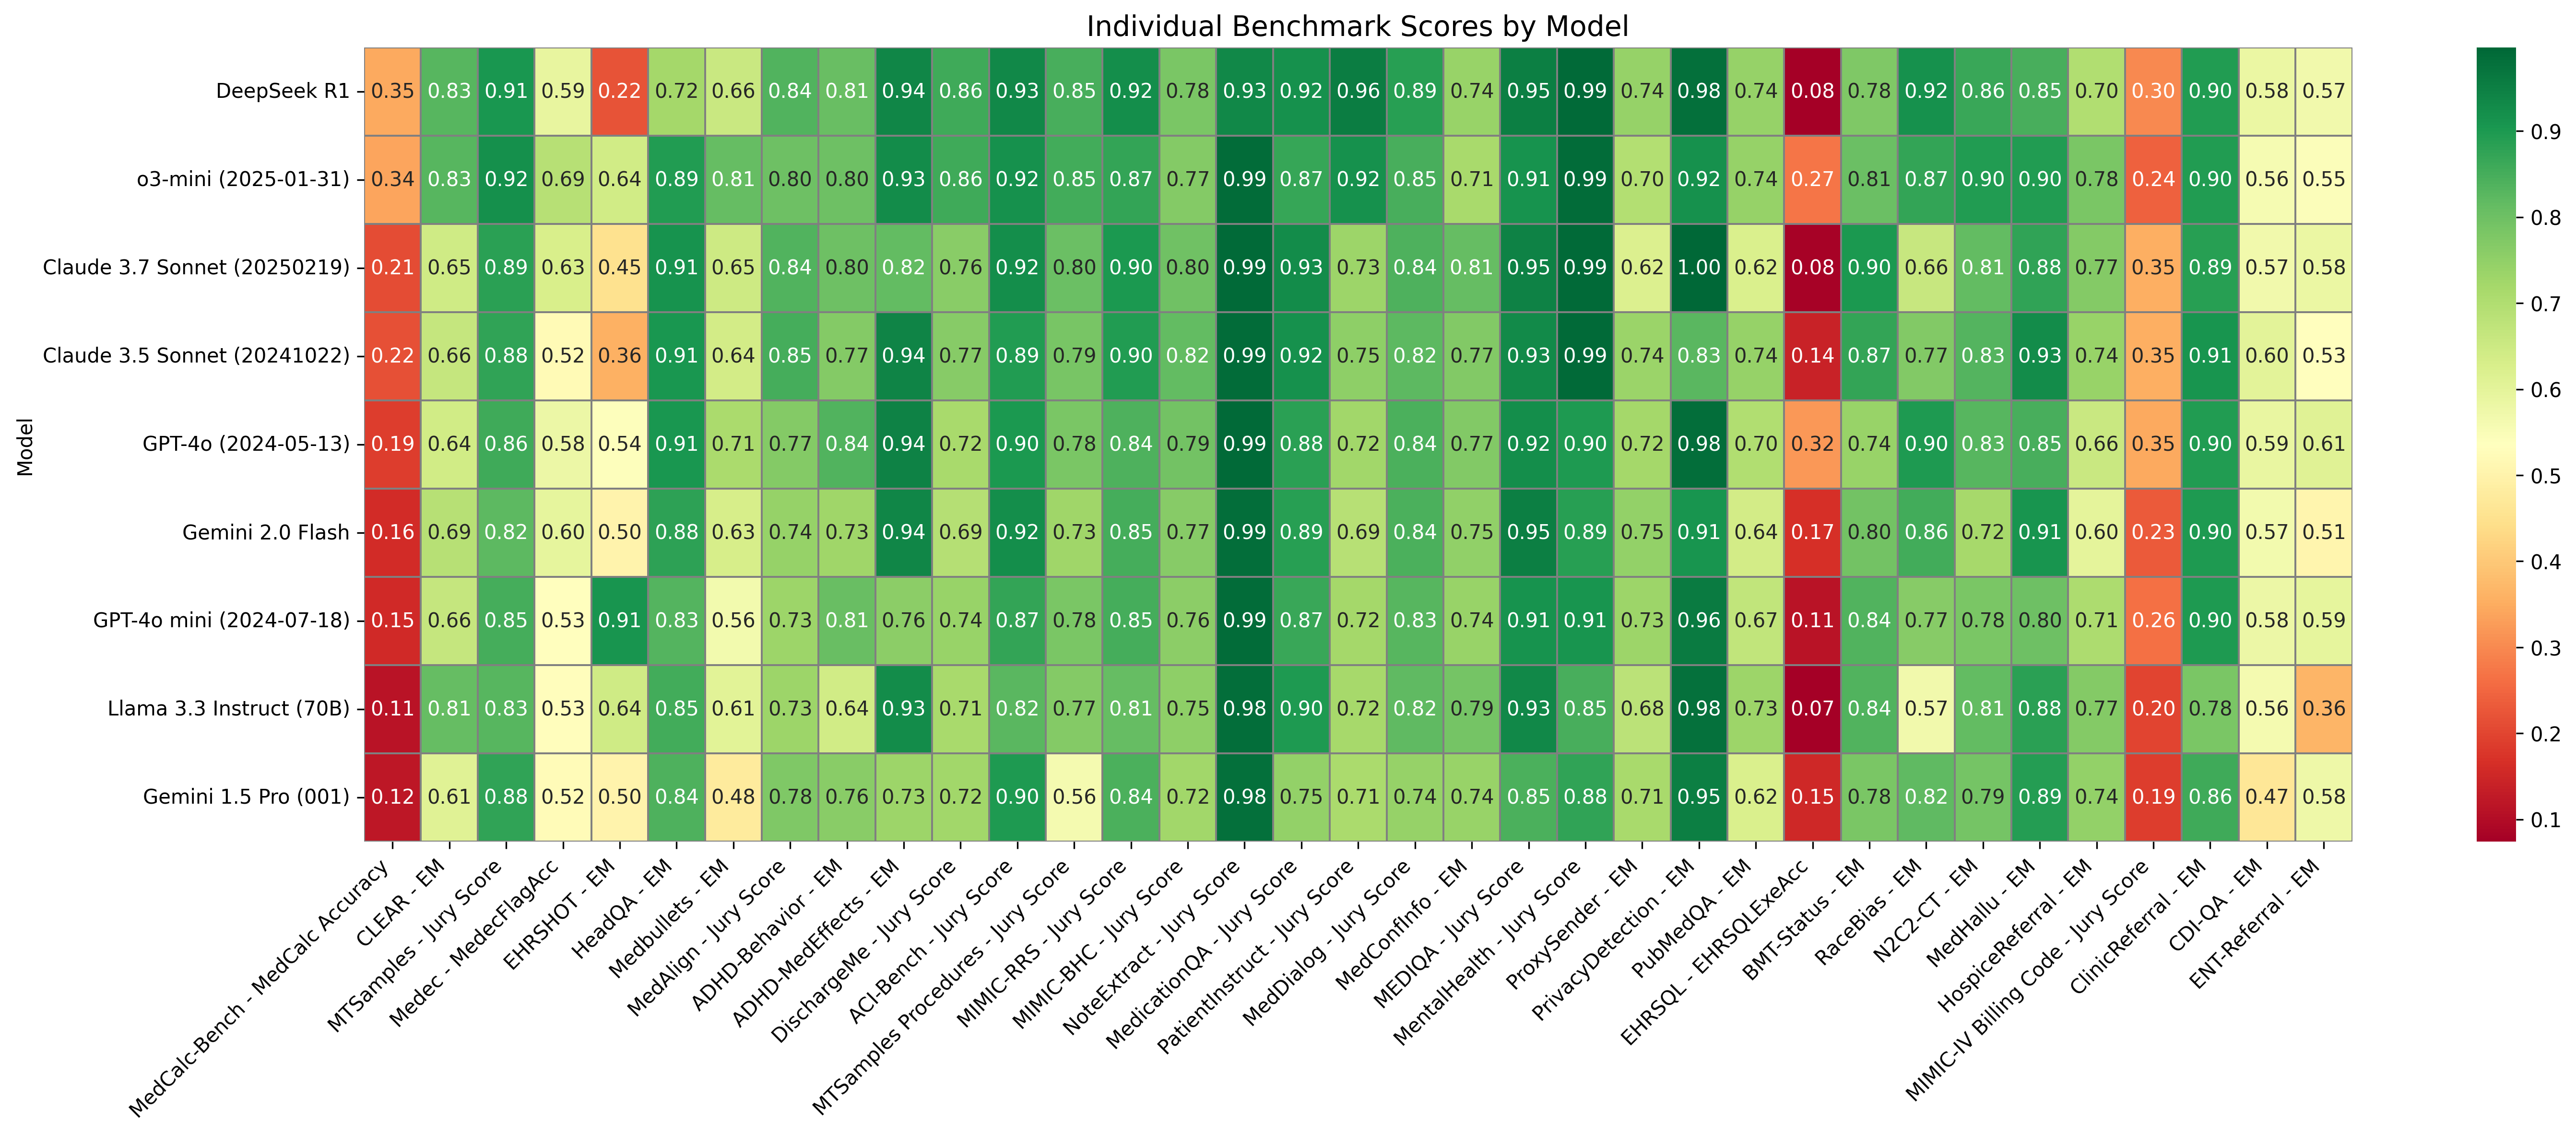 Individual Benchmark Scores by Model
Model
DeepSeek R1 0.35 0.83 0.91 0.59 0.22 0.72 0.66 0.84 0.81 0.94 0.86 0.93 0.85 0.92 0.78 0.93 0.92 0.96 0.89 0.74 0.95 0.99 0.74 0.98 0.74 0.08 0.78 0.92 0.86 0.85 0.70 0.30 0.90 0.58 0.57
o3-mini (2025-01-31) 0.34 0.83 0.92 0.69 0.64 0.89 0.81 0.80 0.80 0.93 0.86 0.92 0.85 0.87 0.77 0.99 0.87 0.92 0.85 0.71 0.91 0.99 0.70 0.92 0.74 0.27 0.81 0.87 0.90 0.90 0.78 0.24 0.90 0.56 0.55
Claude 3.7 Sonnet (20250219) 0.21 0.65 0.89 0.63 0.45 0.91 0.65 0.84 0.80 0.82 0.76 0.92 0.80 0.90 0.80 0.99 0.93 0.73 0.84 0.81 0.95 0.99 0.62 1.00 0.62 0.08 0.90 0.66 0.81 0.88 0.77 0.35 0.89 0.57 0.58
Claude 3.5 Sonnet (20241022) 0.22 0.66 0.88 0.52 0.36 0.91 0.64 0.85 0.77 0.94 0.77 0.89 0.79 0.90 0.82 0.99 0.92 0.75 0.82 0.77 0.93 0.99 0.74 0.83 0.74 0.14 0.87 0.77 0.83 0.93 0.74 0.35 0.91 0.60 0.53
GPT-4o (2024-05-13) 0.19 0.64 0.86 0.58 0.54 0.91 0.71 0.77 0.84 0.94 0.72 0.90 0.78 0.84 0.79 0.99 0.88 0.72 0.84 0.77 0.92 0.90 0.72 0.98 0.70 0.32 0.74 0.90 0.83 0.85 0.66 0.35 0.90 0.59 0.61
Gemini 2.0 Flash 0.16 0.69 0.82 0.60 0.50 0.88 0.63 0.74 0.73 0.94 0.69 0.92 0.73 0.85 0.77 0.99 0.89 0.69 0.84 0.75 0.95 0.89 0.75 0.91 0.64 0.17 0.80 0.86 0.72 0.91 0.60 0.23 0.90 0.57 0.51
GPT-4o mini (2024-07-18) 0.15 0.66 0.85 0.53 0.91 0.83 0.56 0.73 0.81 0.76 0.74 0.87 0.78 0.85 0.76 0.99 0.87 0.72 0.83 0.74 0.91 0.91 0.73 0.96 0.67 0.11 0.84 0.77 0.78 0.80 0.71 0.26 0.90 0.58 0.59
Llama 3.3 Instruct (70B) 0.11 0.81 0.83 0.53 0.64 0.85 0.61 0.73 0.64 0.93 0.71 0.82 0.77 0.81 0.75 0.98 0.90 0.72 0.82 0.79 0.93 0.85 0.68 0.98 0.73 0.07 0.84 0.57 0.81 0.88 0.77 0.20 0.78 0.56 0.36
Gemini 1.5 Pro (001) 0.12 0.61 0.88 0.52 0.50 0.84 0.48 0.78 0.76 0.73 0.72 0.90 0.56 0.84 0.72 0.98 0.75 0.71 0.74 0.74 0.85 0.88 0.71 0.95 0.62 0.15 0.78 0.82 0.79 0.89 0.74 0.19 0.86 0.47 0.58
MedCalc-Bench - MedCalc Accuracy
CLEAR - EM
MTSamples - Jury Score
Medec - MedecFlagAcc
EHRSHOT - EM
HeadQA - EM
Medbullets - EM
MedAlign - Jury Score
ADHD-Behavior - EM
ADHD-MedEffects - EM
DischargeMe - Jury Score
ACI-Bench - Jury Score
MTSamples Procedures - Jury Score
MIMIC-RRS - Jury Score
MIMIC-BHC - Jury Score
NoteExtract - Jury Score
MedicationQA - Jury Score
PatientInstruct - Jury Score
MedDialog - Jury Score
MedConfInfo - EM
MEDIQA - Jury Score
MentalHealth - Jury Score
ProxySender - EM
PrivacyDetection - EM
PubMedQA - EM
EHRSQL - EHRSQLExeAcc
BMT-Status - EM
RaceBias - EM
N2C2-CT - EM
MedHallu - EM
HospiceReferral - EM
MIMIC-IV Billing Code - Jury Score
ClinicReferral - EM
CDI-QA - EM
ENT-Referral - EM
0.9
0.8
0.7
0.6
0.5
0.4
0.3
0.2
0.1